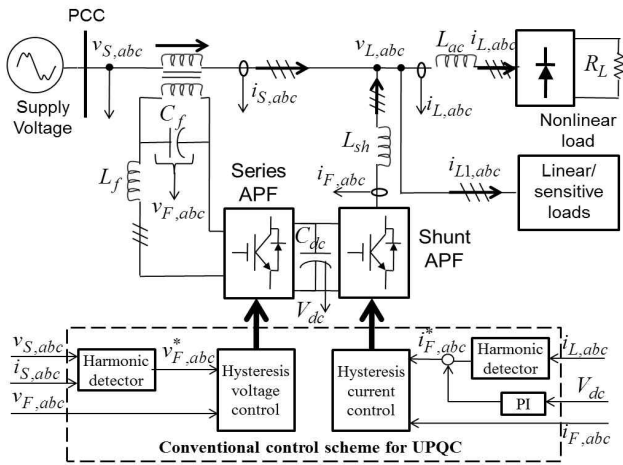 PCC
v_{S,abc}
v_{L,abc}
L_{ac}
i_{L,abc}
R_L
Supply
Voltage
i_{S,abc}
i_{L,abc}
Nonlinear
load
C_f
L_{sh}
L_f
v_{F,abc}
i_{F,abc}
i_{L1,abc}
Linear/
sensitive
loads
Series
APF
C_{dc}
Shunt
APF
V_{dc}
v_{S,abc}
i_{S,abc}
v_{F,abc}
Harmonic
detector
v^*_{F,abc}
Hysteresis
voltage
control
Hysteresis
current
control
i^*_{F,abc}
Harmonic
detector
PI
i_{L,abc}
V_{dc}
i_{F,abc}
Conventional control scheme for UPQC